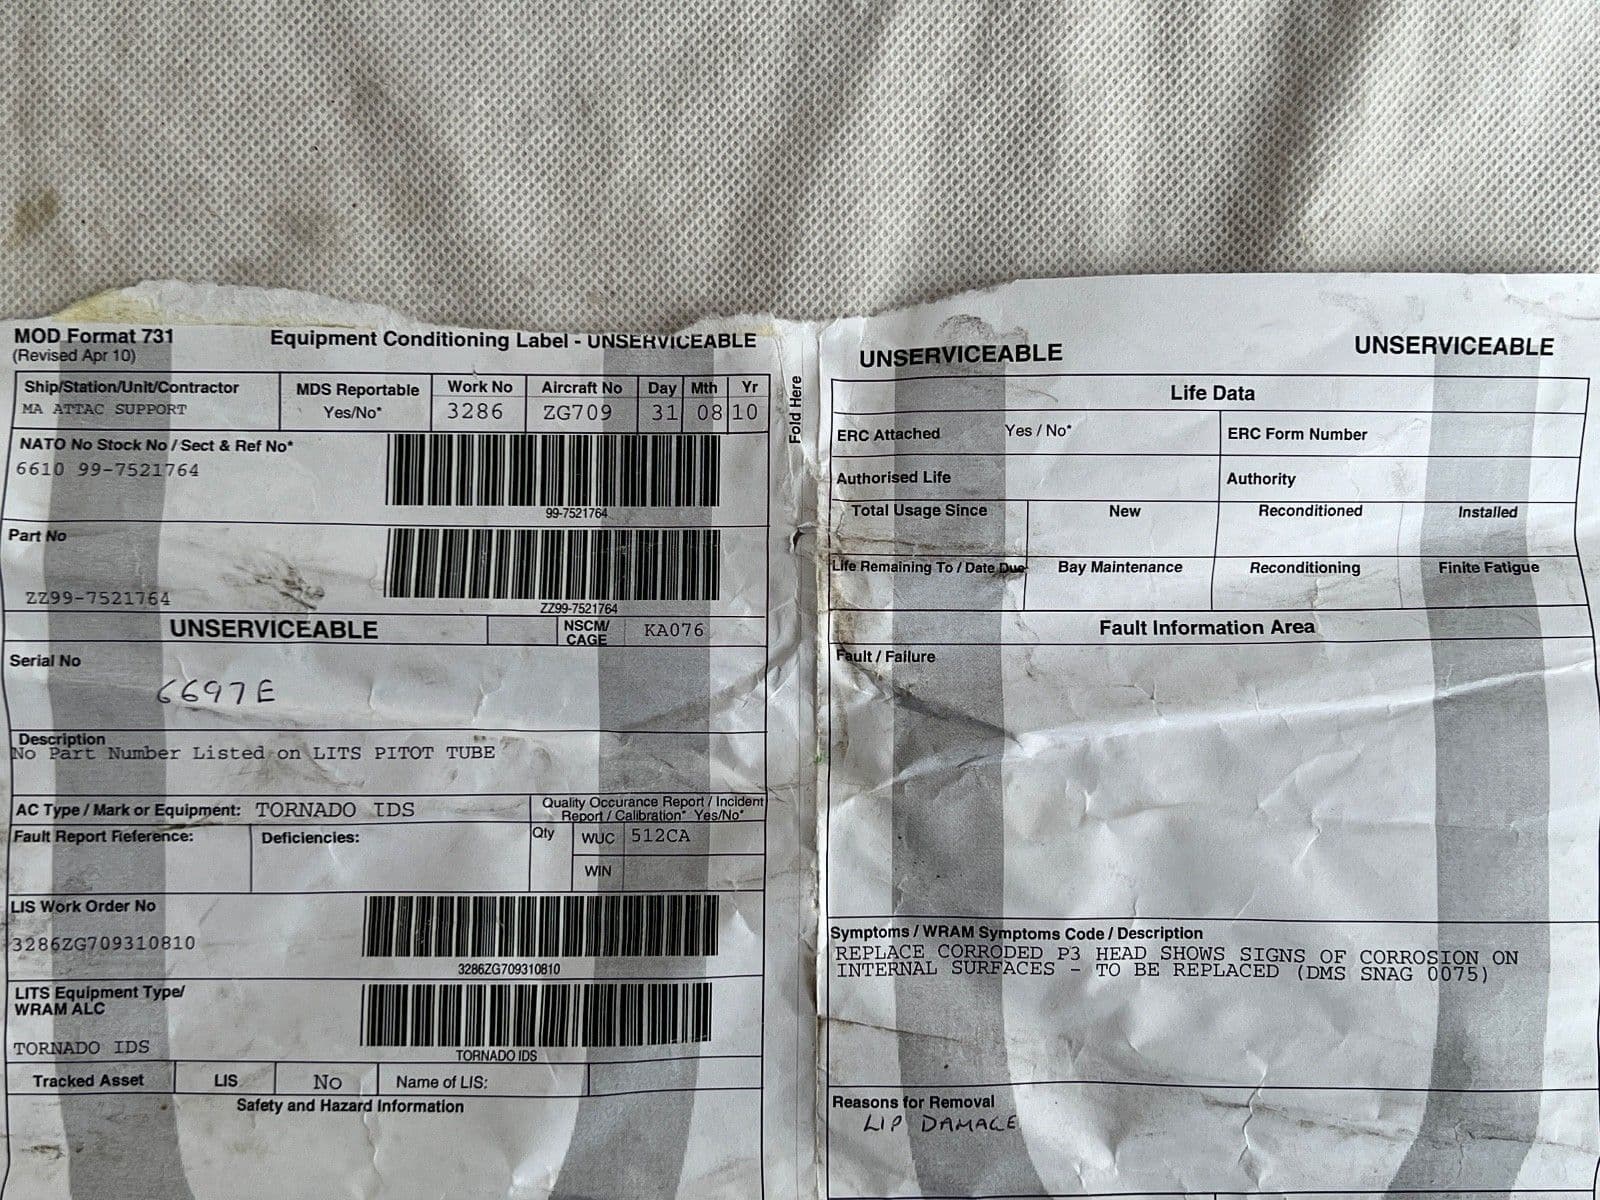 MOD Format 731
(Revised Apr 10)
Equipment Conditioning Label - UNSERVICEABLE
Ship/Station/Unit/Contractor
MA ATTAC SUPPORT
MDS Reportable
Yes/No*
Work No
3286
Aircraft No
ZG709
Day Mth Yr
31 08 10
NATO No Stock No / Sect & Ref No*
6610 99-7521764
99-7521764
Part No
ZZ99-7521764
ZZ99-7521764
UNSERVICEABLE
NSCM/
CAGE
KA076
Serial No
6697E
Description
No Part Number Listed on LITS PITOT TUBE
AC Type / Mark or Equipment: TORNADO IDS
Quality Occurance Report / Incident
Report / Calibration* Yes/No*
Fault Report Reference:
Deficiencies:
Qty
WUC 512CA
WIN
LIS Work Order No
3286ZG709310810
3286ZG709310810
LITS Equipment Type/
WRAM ALC
TORNADO IDS
TORNADO IDS
Tracked Asset LIS No Name of LIS:
Safety and Hazard Information
Fold Here
UNSERVICEABLE UNSERVICEABLE
Life Data
ERC Attached Yes / No* ERC Form Number
Authorised Life Authority
Total Usage Since New Reconditioned Installed
Life Remaining To / Date Due Bay Maintenance Reconditioning Finite Fatigue
Fault Information Area
Fault / Failure
Symptoms / WRAM Symptoms Code / Description
REPLACE CORRODED P3 HEAD SHOWS SIGNS OF CORROSION ON
INTERNAL SURFACES - TO BE REPLACED (DMS SNAG 0075)
Reasons for Removal
LIP DAMAGE